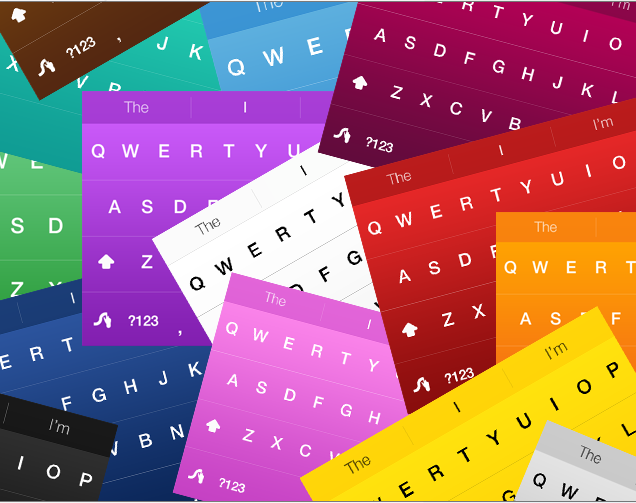 ?123 ,
J K
The
Q W E
R T Y U I O
A S D F G H J K L
Z X C V B
?123
The I
Q W E R T Y U
A S D F
Z
?123 ,
W E
S D
Z X
The I
Q W E R T Y
D F G
The I I'm
Q W E R T Y U I O
A S D F
Z X
?123
The
Q W E R T
A S D F
I
E R T
F G H J K
V B N
I'm
I O P
The I
Q W E R T Y
A S D F G H
Z X C V
?123
The I I'm
W E R T Y U I O P
G
L
The
Q W E